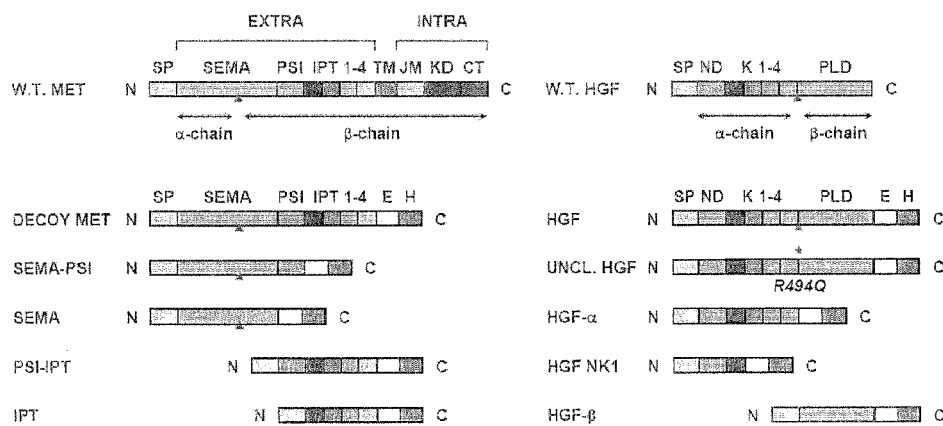 EXTRA INTRA
SP SEMA PSI IPT 1-4 TM JM KD CT
W.T. MET N C
α-chain β-chain
SP ND K 1-4 PLD
W.T. HGF N C
α-chain β-chain
SP SEMA PSI IPT 1-4 E H
DECOY MET N C
SEMA-PSI N C
SEMA N C
PSI-IPT N C
IPT N C
SP ND K 1-4 PLD E H
HGF N C
*
UNCL. HGF N C
R494Q
HGF-α N C
HGF NK1 N C
HGF-β N C